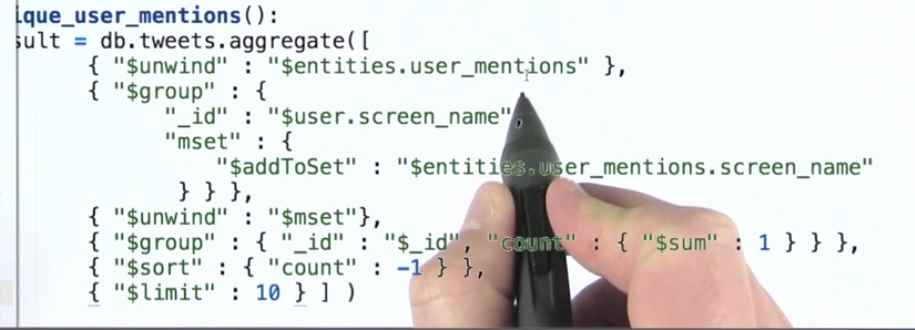 ique_user_mentions():
sult = db.tweets.aggregate([
{ "$unwind" : "$entities.user_mentions" },
{ "$group" : {
"_id" : "$user.screen_name",
"mset" : {
"$addToSet" : "$entities.user_mentions.screen_name"
} } },
{ "$unwind" : "$mset"},
{ "$group" : { "_id" : "$_id", "count" : { "$sum" : 1 } } },
{ "$sort" : { "count" : -1 } },
{ "$limit" : 10 } ] )